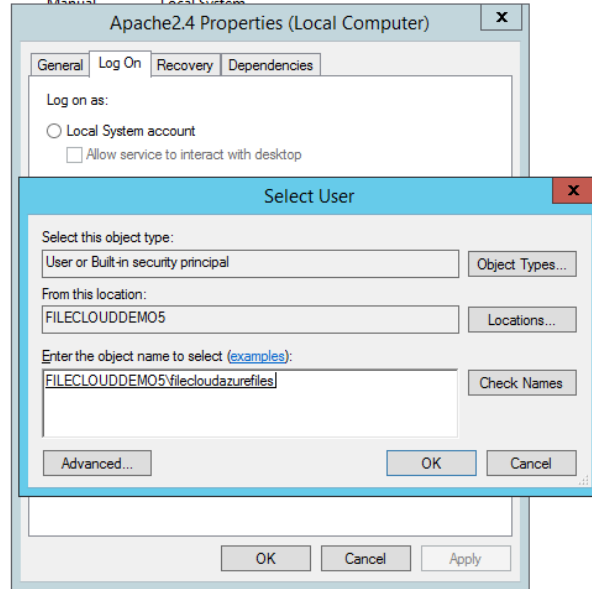 Manual Local System
Apache2.4 Properties (Local Computer)
x
General Log On Recovery Dependencies
Log on as:
Local System account
Allow service to interact with desktop
Select User
x
Select this object type:
User or Built-in security principal
Object Types...
From this location:
FILECLOUDDEMO5
Locations...
Enter the object name to select (examples):
FILECLOUDDEMO5\filecloudazurefiles
Check Names
Advanced...
OK
Cancel
OK
Cancel
Apply